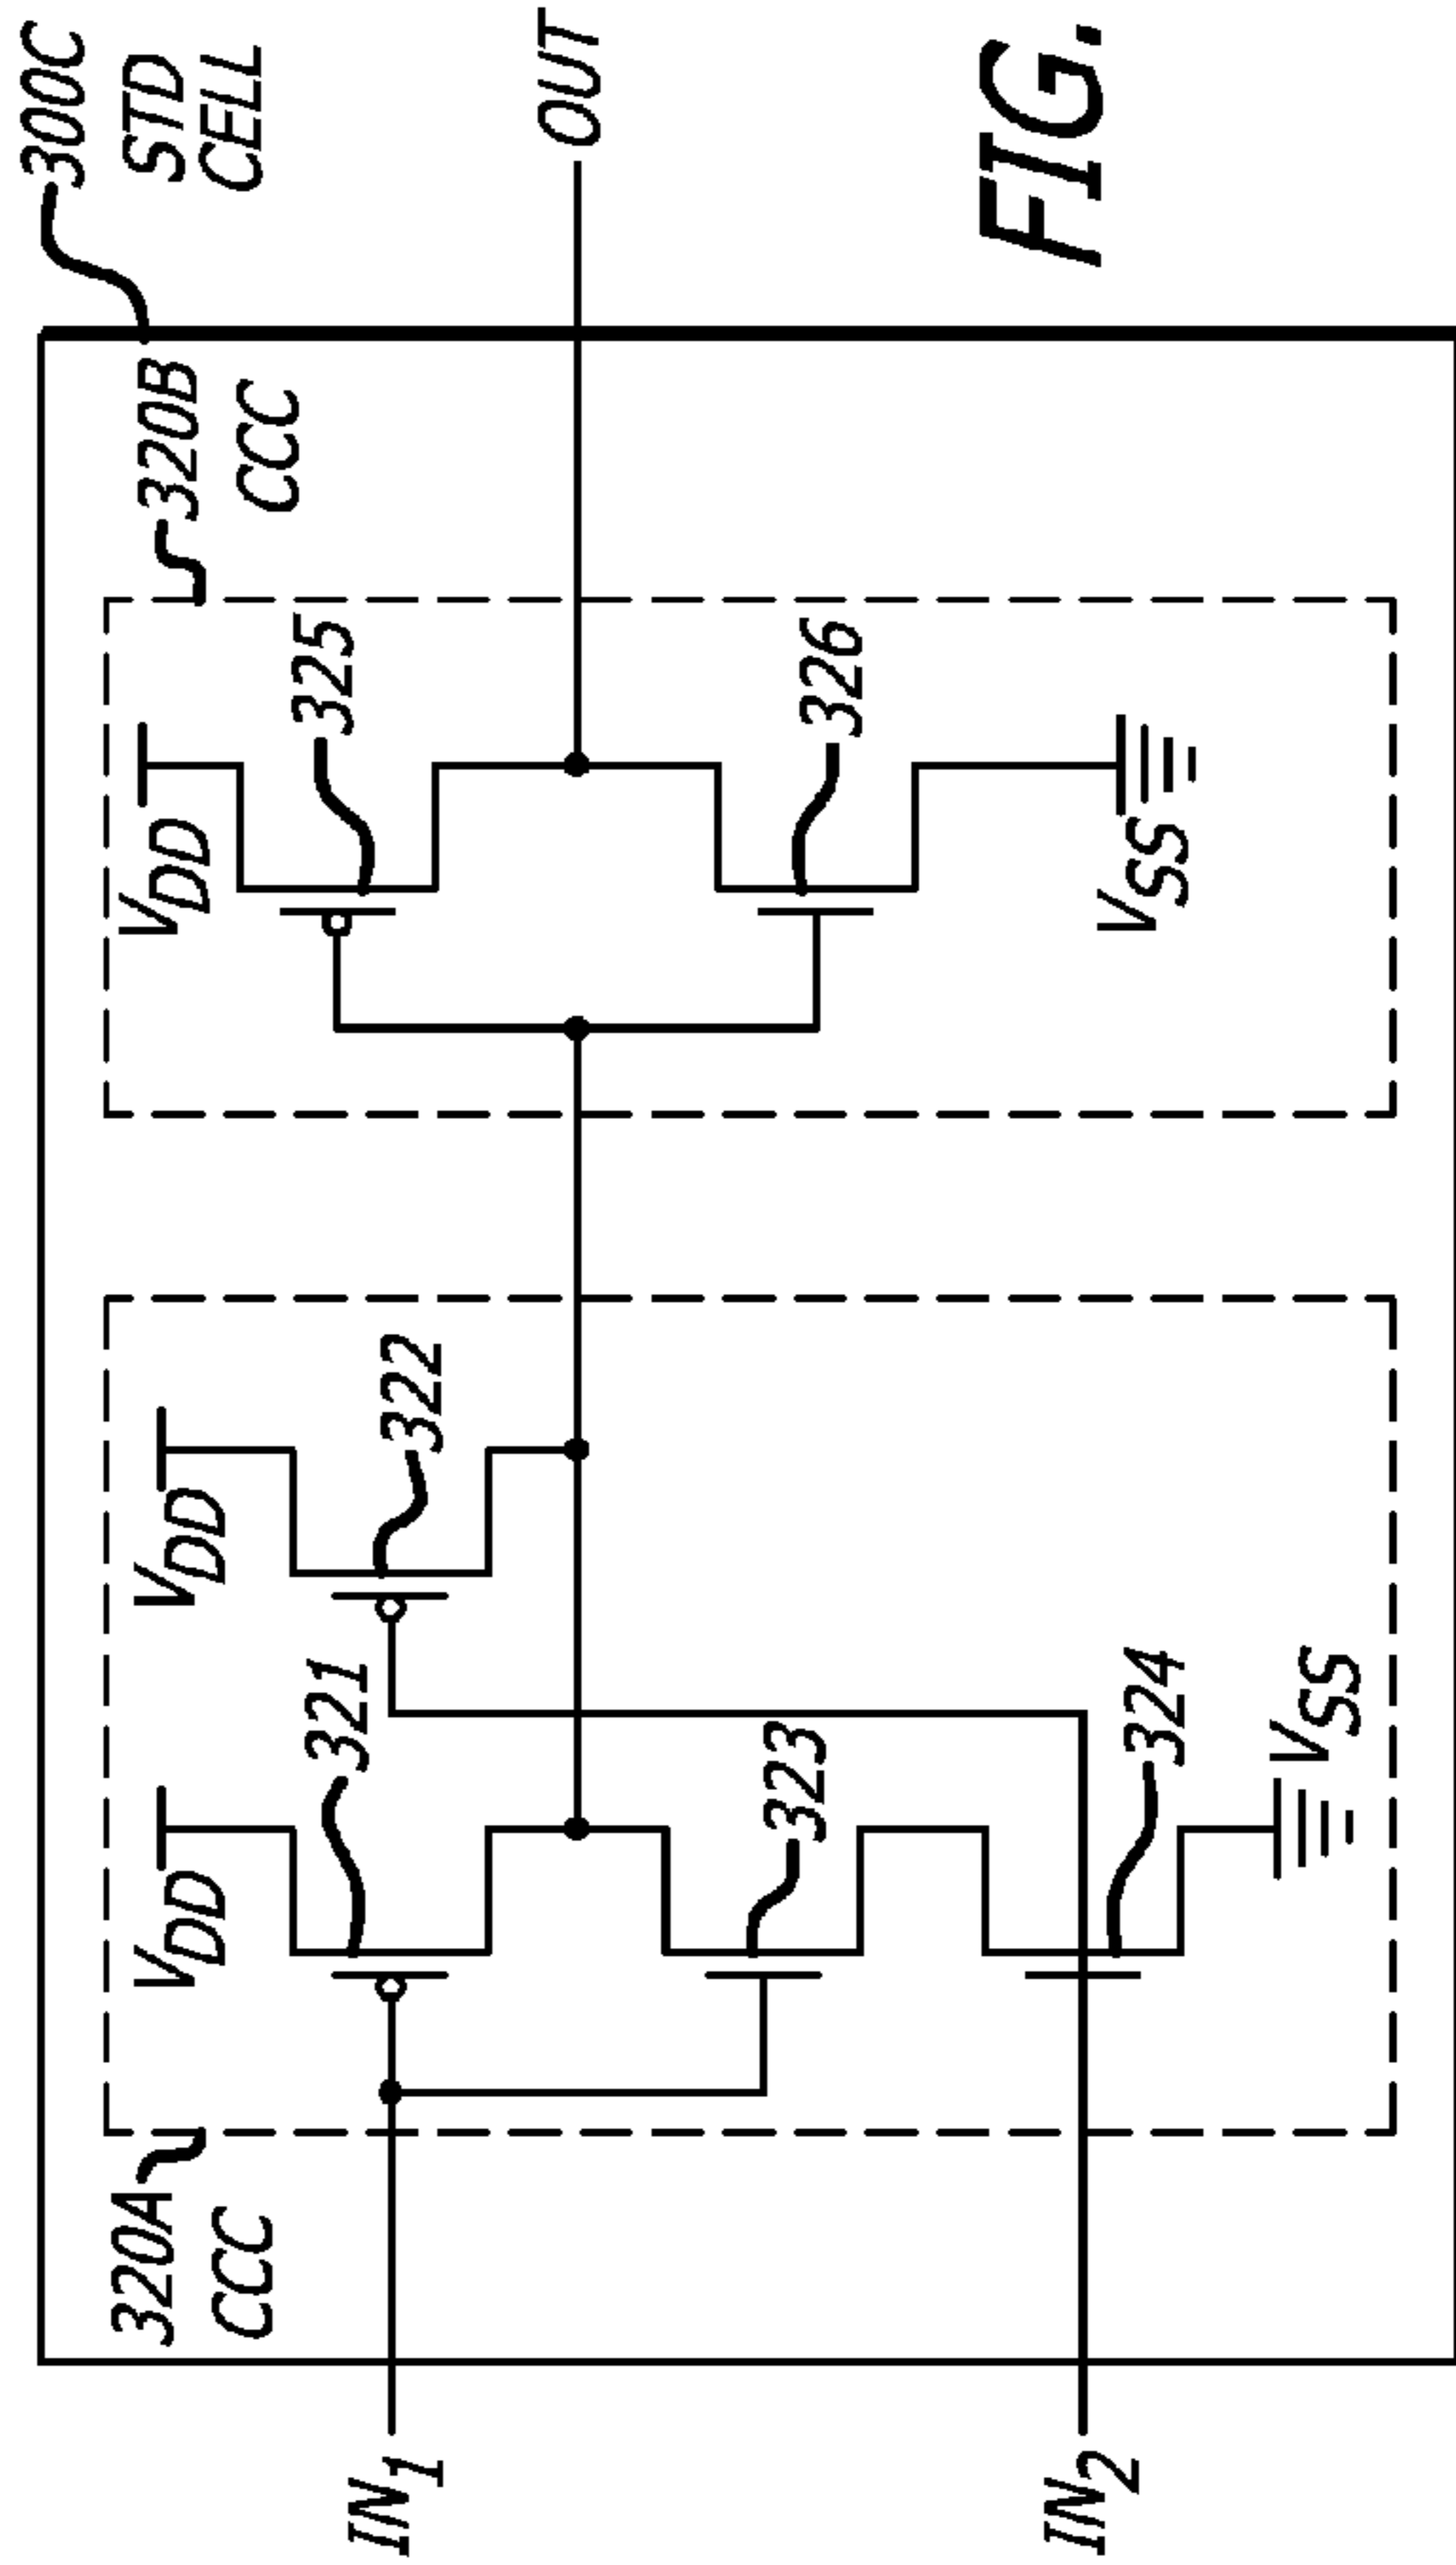 300C
STD
CELL
320A
CCC
320B
CCC
VDD
321
VDD
322
VDD
325
IN1
OUT
323
326
IN2
324
VSS
VSS
FIG.